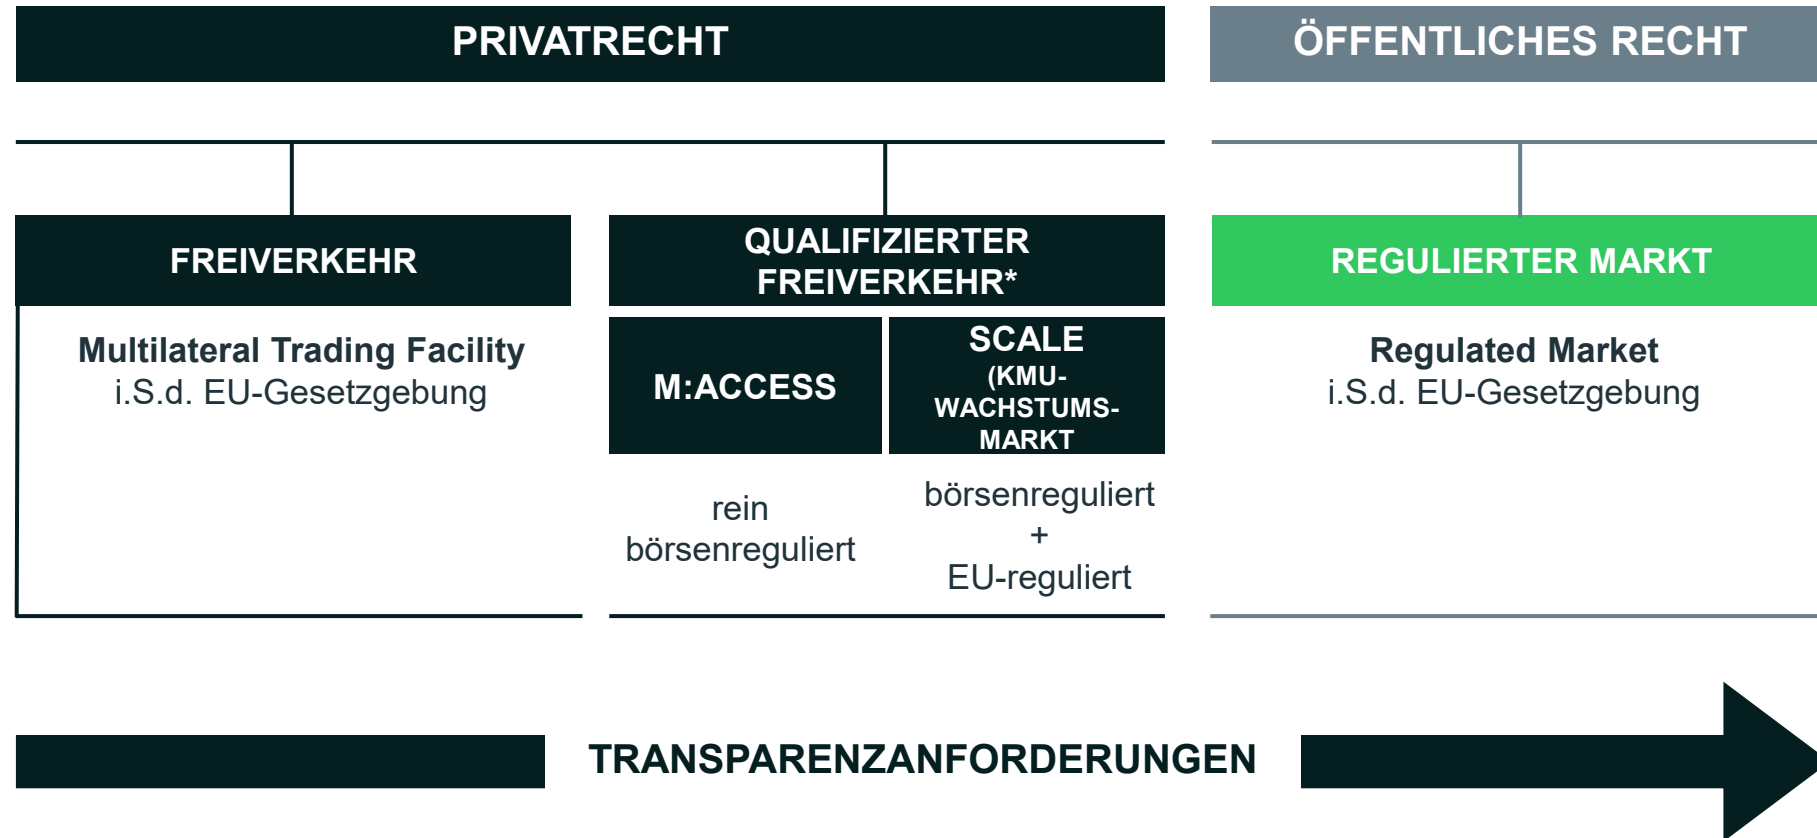 PRIVATRECHT
ÖFFENTLICHES RECHT
FREIVERKEHR
Multilateral Trading Facility
i.S.d. EU-Gesetzgebung
QUALIFIZIERTER
FREIVERKEHR*
M:ACCESS
rein
börsenreguliert
SCALE
(KMU-
WACHSTUMS-
MARKT
börsenreguliert
+
EU-reguliert
REGULIERTER MARKT
Regulated Market
i.S.d. EU-Gesetzgebung
TRANSPARENZANFORDERUNGEN